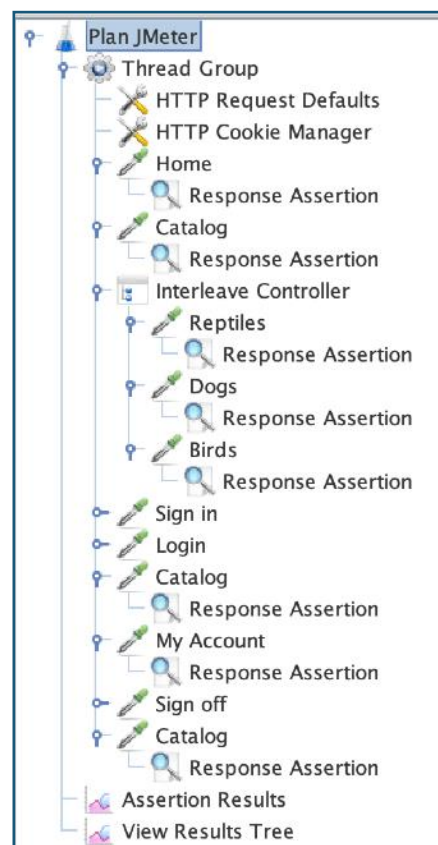 Plan JMeter
Thread Group
HTTP Request Defaults
HTTP Cookie Manager
Home
Response Assertion
Catalog
Response Assertion
Interleave Controller
Reptiles
Response Assertion
Dogs
Response Assertion
Birds
Response Assertion
Sign in
Login
Catalog
Response Assertion
My Account
Response Assertion
Sign off
Catalog
Response Assertion
Assertion Results
View Results Tree